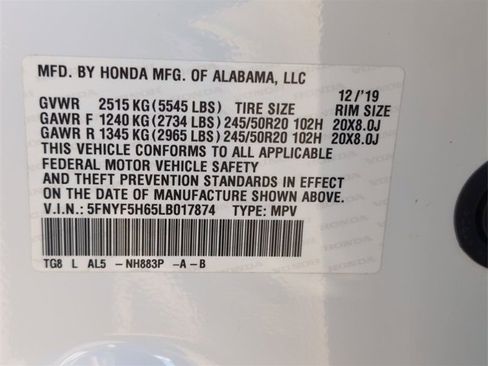 MFD. BY HONDA MFG. OF ALABAMA, LLC
12/'19
GVWR 2515 KG (5545 LBS) TIRE SIZE RIM SIZE
GAWR F 1240 KG (2734 LBS) 245/50R20 102H 20X8.0J
GAWR R 1345 KG (2965 LBS) 245/50R20 102H 20X8.0J
THIS VEHICLE CONFORMS TO ALL APPLICABLE
FEDERAL MOTOR VEHICLE SAFETY
AND THEFT PREVENTION STANDARDS IN EFFECT
ON THE DATE OF MANUFACTURE SHOWN ABOVE.
V.I.N.: 5FNYF5H65LB017874 TYPE: MPV
TG8 L AL5 -NH883P -A-B